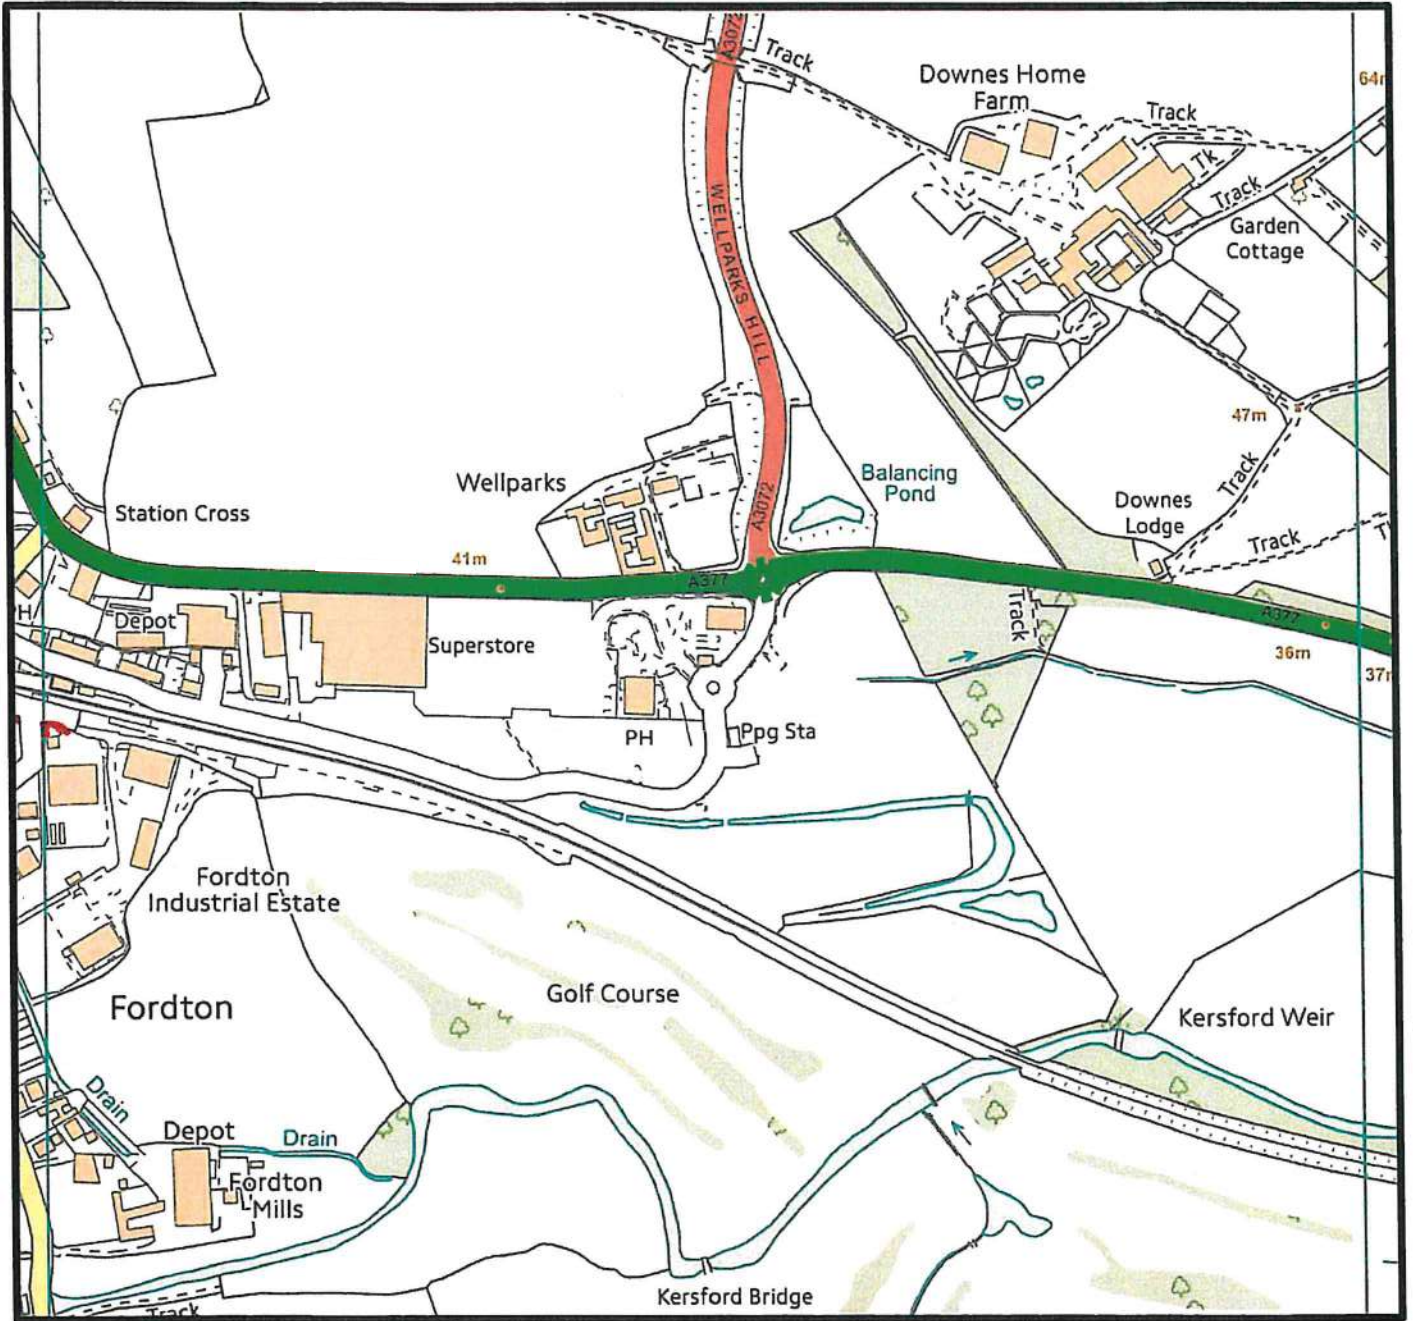 A3072
Track
Downes Home
Farm
64m
Track
Tk
Track
Garden
Cottage
WELLPARKS HILL
47m
Wellparks
Balancing
Pond
Track
Downes
Lodge
Station Cross
A3072
Track
41m
A377
A377
Depot
Superstore
Track
36m
37m
PH
Ppg Sta
Fordton
Industrial Estate
Golf Course
Fordton
Kersford Weir
Drain
Depot
Drain
Fordton
Mills
Kersford Bridge
Track